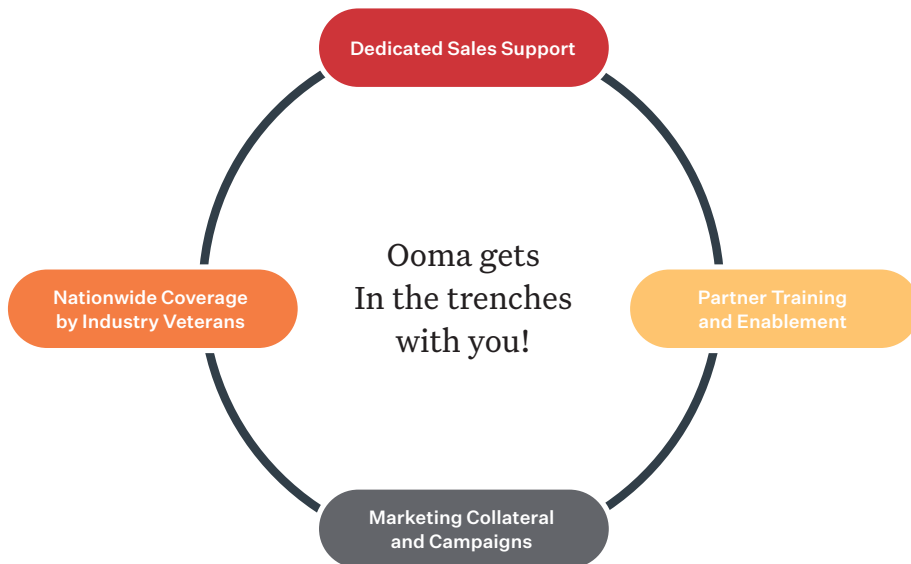 Dedicated Sales Support
Nationwide Coverage
by Industry Veterans
Ooma gets
In the trenches
with you!
Partner Training
and Enablement
Marketing Collateral
and Campaigns